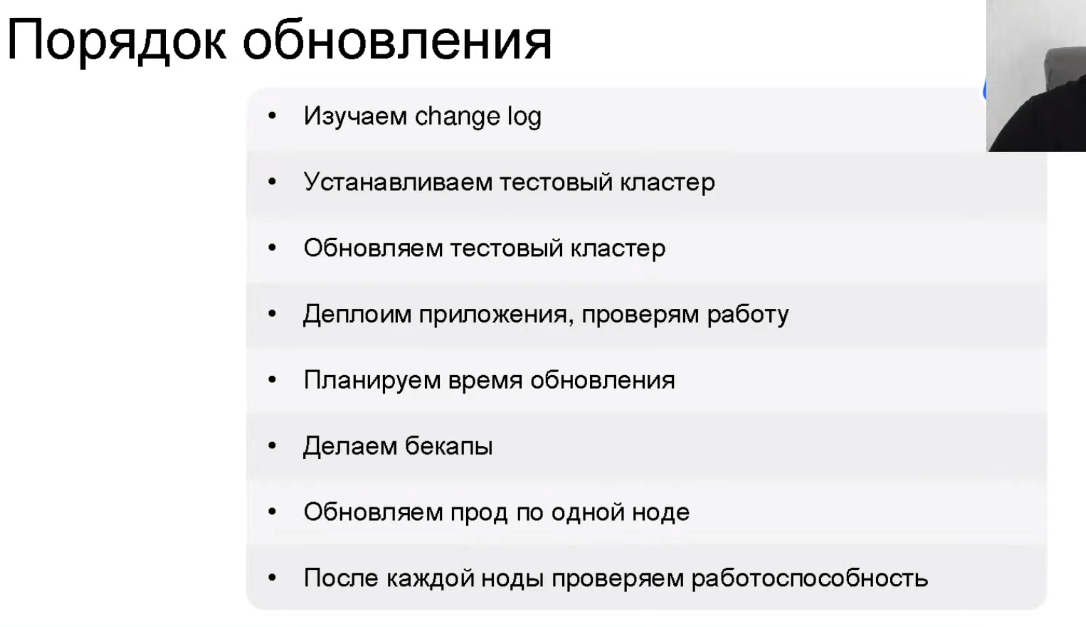 Порядок обновления
• Изучаем change log
• Устанавливаем тестовый кластер
• Обновляем тестовый кластер
• Деплоим приложения, проверям работу
• Планируем время обновления
• Делаем бекапы
• Обновляем прод по одной ноде
• После каждой ноды проверяем работоспособность